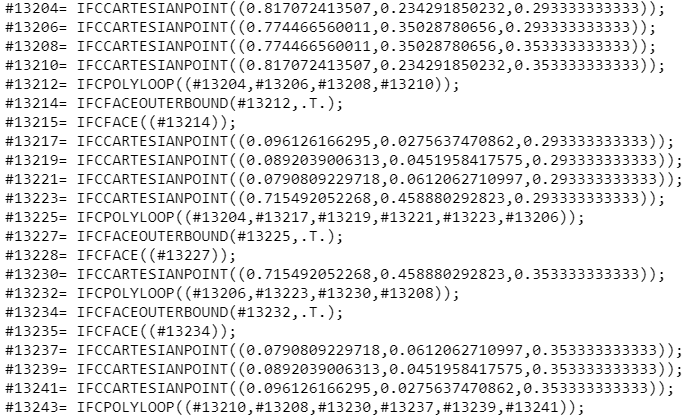 #13204= IFCCARTESIANPOINT((0.817072413507,0.234291850232,0.293333333333));
#13206= IFCCARTESIANPOINT((0.774466560011,0.35028780656,0.293333333333));
#13208= IFCCARTESIANPOINT((0.774466560011,0.35028780656,0.353333333333));
#13210= IFCCARTESIANPOINT((0.817072413507,0.234291850232,0.353333333333));
#13212= IFCPOLYLOOP((#13204,#13206,#13208,#13210));
#13214= IFCFACEOUTERBOUND(#13212,.T.);
#13215= IFCFACE((#13214));
#13217= IFCCARTESIANPOINT((0.096126166295,0.0275637470862,0.293333333333));
#13219= IFCCARTESIANPOINT((0.0892039006313,0.0451958417575,0.293333333333));
#13221= IFCCARTESIANPOINT((0.0790809229718,0.0612062710997,0.293333333333));
#13223= IFCCARTESIANPOINT((0.715492052268,0.458880292823,0.293333333333));
#13225= IFCPOLYLOOP((#13204,#13217,#13219,#13221,#13223,#13206));
#13227= IFCFACEOUTERBOUND(#13225,.T.);
#13228= IFCFACE((#13227));
#13230= IFCCARTESIANPOINT((0.715492052268,0.458880292823,0.353333333333));
#13232= IFCPOLYLOOP((#13206,#13223,#13230,#13208));
#13234= IFCFACEOUTERBOUND(#13232,.T.);
#13235= IFCFACE((#13234));
#13237= IFCCARTESIANPOINT((0.0790809229718,0.0612062710997,0.353333333333));
#13239= IFCCARTESIANPOINT((0.0892039006313,0.0451958417575,0.353333333333));
#13241= IFCCARTESIANPOINT((0.096126166295,0.0275637470862,0.353333333333));
#13243= IFCPOLYLOOP((#13210,#13208,#13230,#13237,#13239,#13241));